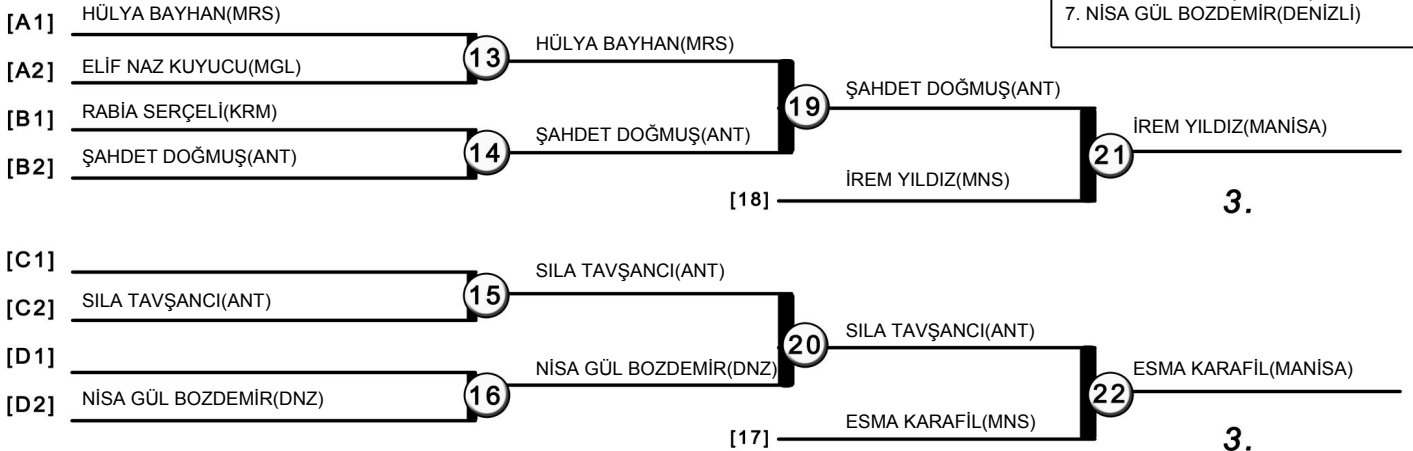 7. NİSA GÜL BOZDEMİR(DENİZLİ)
[A1] HÜLYA BAYHAN(MRS)
13 HÜLYA BAYHAN(MRS)
[A2] ELİF NAZ KUYUCU(MGL)
19 ŞAHDET DOĞMUŞ(ANT)
[B1] RABİA SERÇELİ(KRM)
14 ŞAHDET DOĞMUŞ(ANT)
[B2] ŞAHDET DOĞMUŞ(ANT)
21 İREM YILDIZ(MANİSA)
[18] İREM YILDIZ(MNS)
3.
[C1]
15 SILA TAVŞANCI(ANT)
[C2] SILA TAVŞANCI(ANT)
20 SILA TAVŞANCI(ANT)
[D1]
16 NİSA GÜL BOZDEMİR(DNZ)
[D2] NİSA GÜL BOZDEMİR(DNZ)
22 ESMA KARAFİL(MANİSA)
[17] ESMA KARAFİL(MNS)
3.